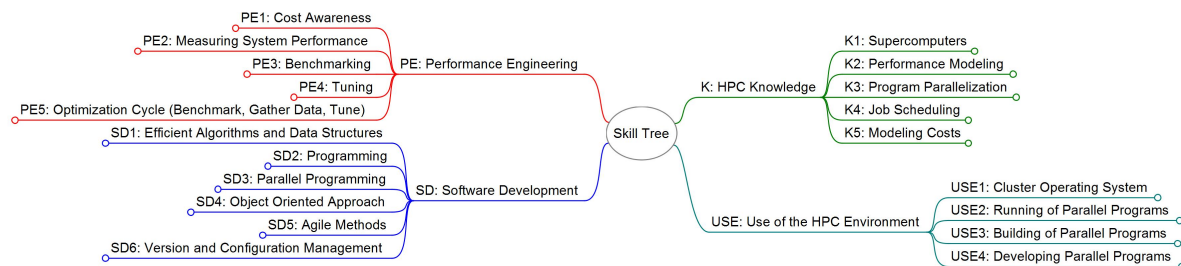 PE1: Cost Awareness
PE2: Measuring System Performance
PE3: Benchmarking
PE4: Tuning
PE5: Optimization Cycle (Benchmark, Gather Data, Tune)
PE: Performance Engineering
SD1: Efficient Algorithms and Data Structures
SD2: Programming
SD3: Parallel Programming
SD4: Object Oriented Approach
SD5: Agile Methods
SD6: Version and Configuration Management
SD: Software Development
Skill Tree
K: HPC Knowledge
K1: Supercomputers
K2: Performance Modeling
K3: Program Parallelization
K4: Job Scheduling
K5: Modeling Costs
USE: Use of the HPC Environment
USE1: Cluster Operating System
USE2: Running of Parallel Programs
USE3: Building of Parallel Programs
USE4: Developing Parallel Programs